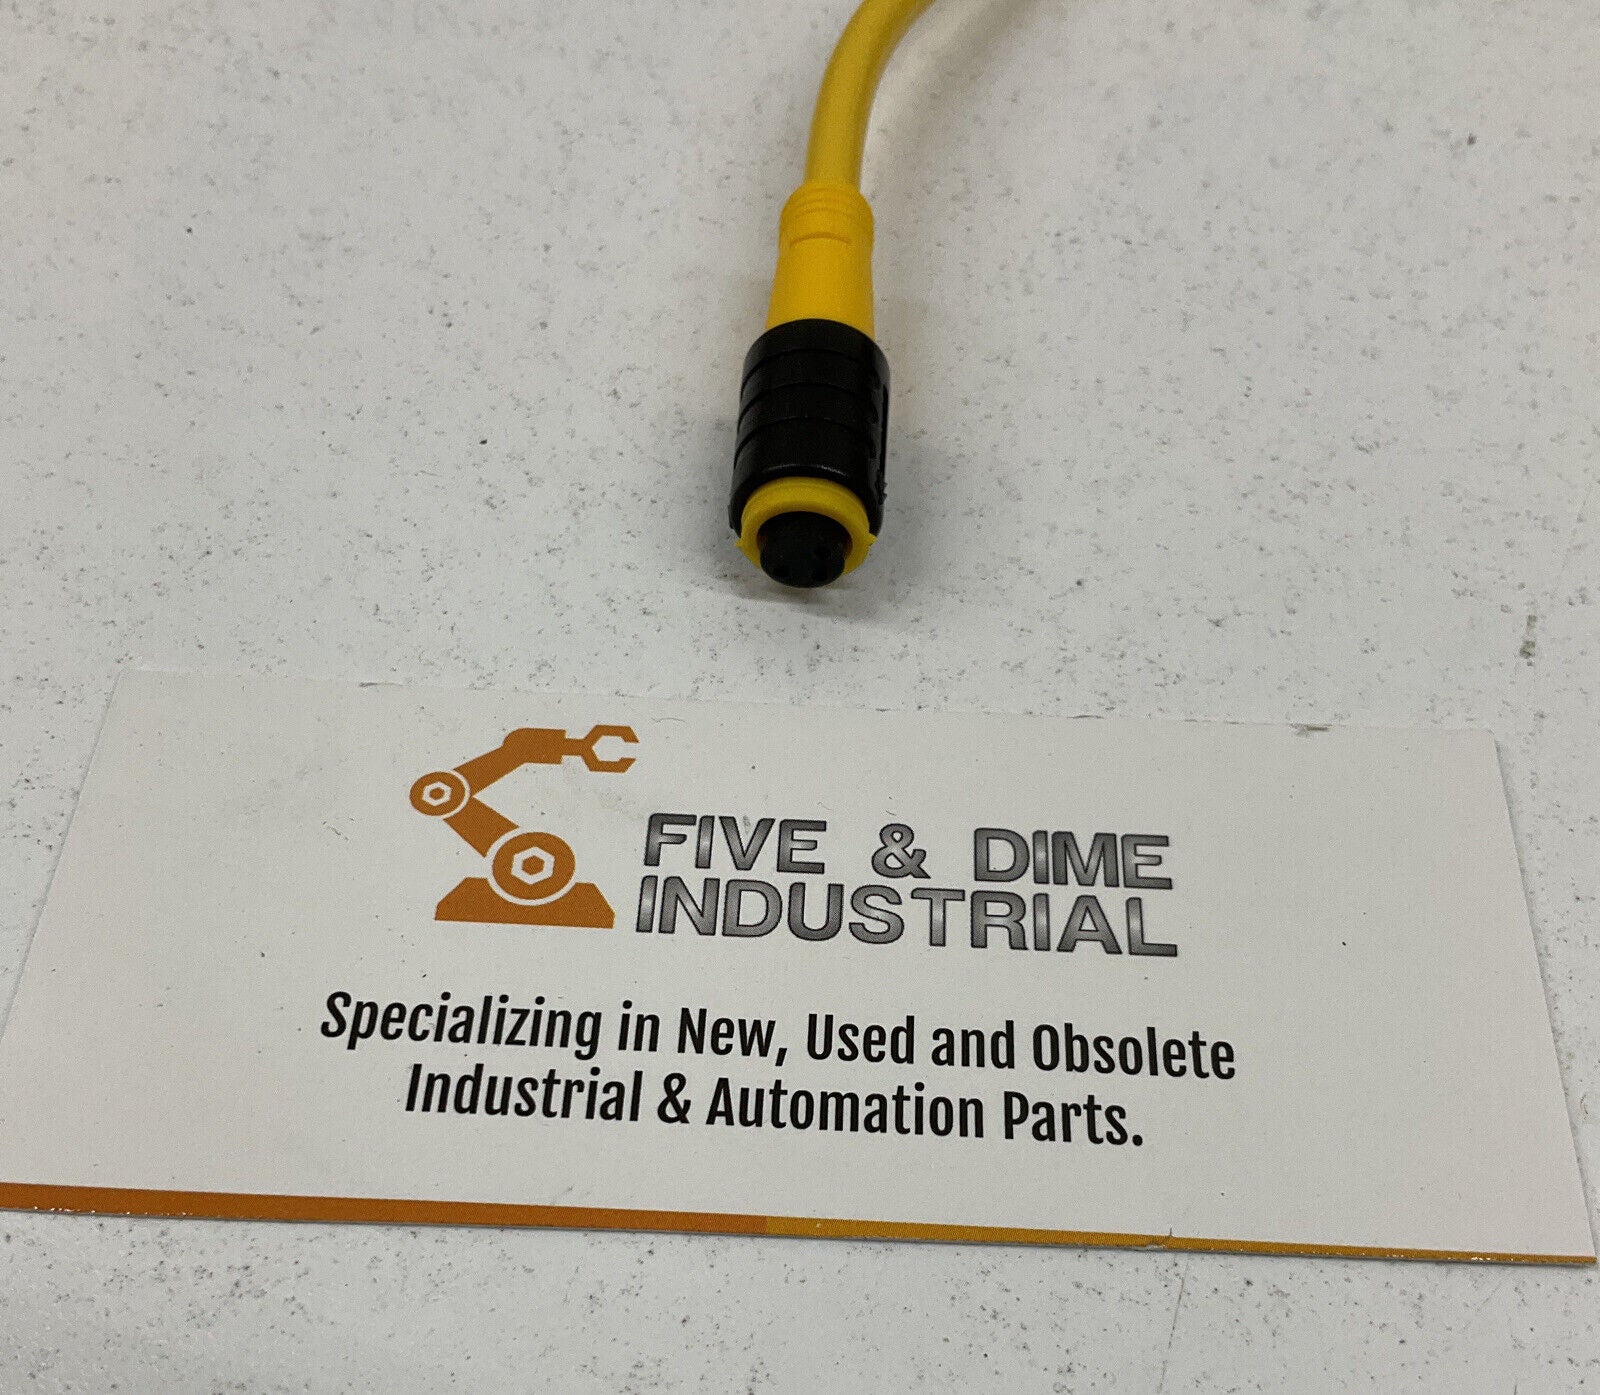 FIVE & DIME
INDUSTRIAL
Specializing in New, Used and Obsolete
Industrial & Automation Parts.